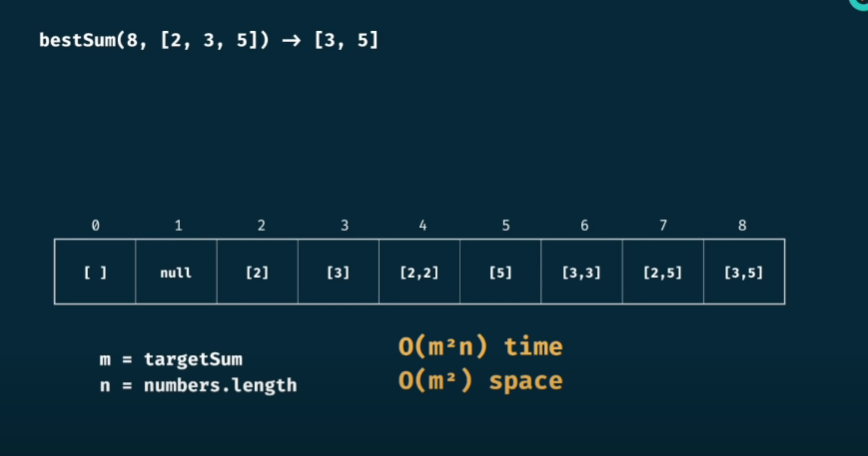 bestSum(8, [2, 3, 5]) → [3, 5]
0 1 2 3 4 5 6 7 8
[ ] null [2] [3] [2,2] [5] [3,3] [2,5] [3,5]
m = targetSum
n = numbers.length
O(m²n) time
O(m²) space